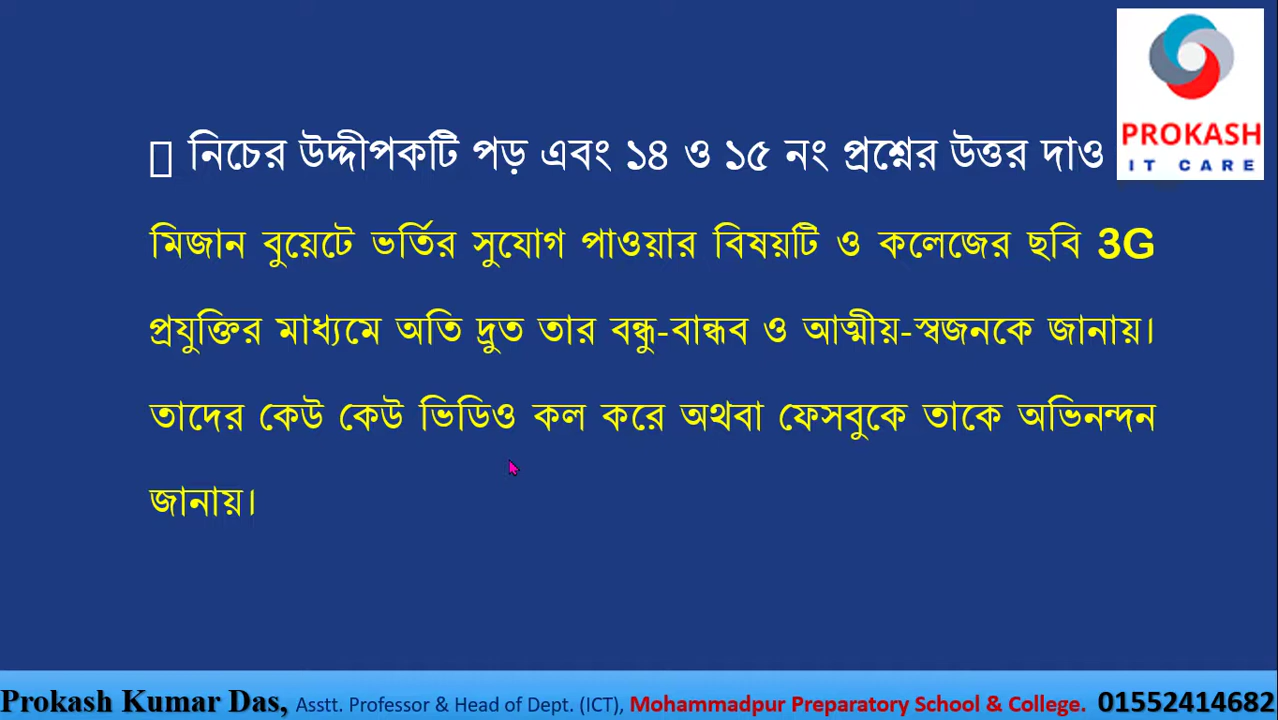 PROKASH
IT CARE
▯ নিচের উদ্দীপকটি পড় এবং ১৪ ও ১৫ নং প্রশ্নের উত্তর দাও
মিজান বুয়েটে ভর্তির সুযোগ পাওয়ার বিষয়টি ও কলেজের ছবি 3G
প্রযুক্তির মাধ্যমে অতি দ্রুত তার বন্ধু-বান্ধব ও আত্মীয়-স্বজনকে জানায়।
তাদের কেউ কেউ ভিডিও কল করে অথবা ফেসবুকে তাকে অভিনন্দন
জানায়।
Prokash Kumar Das, Asstt. Professor & Head of Dept. (ICT), Mohammadpur Preparatory School & College. 01552414682